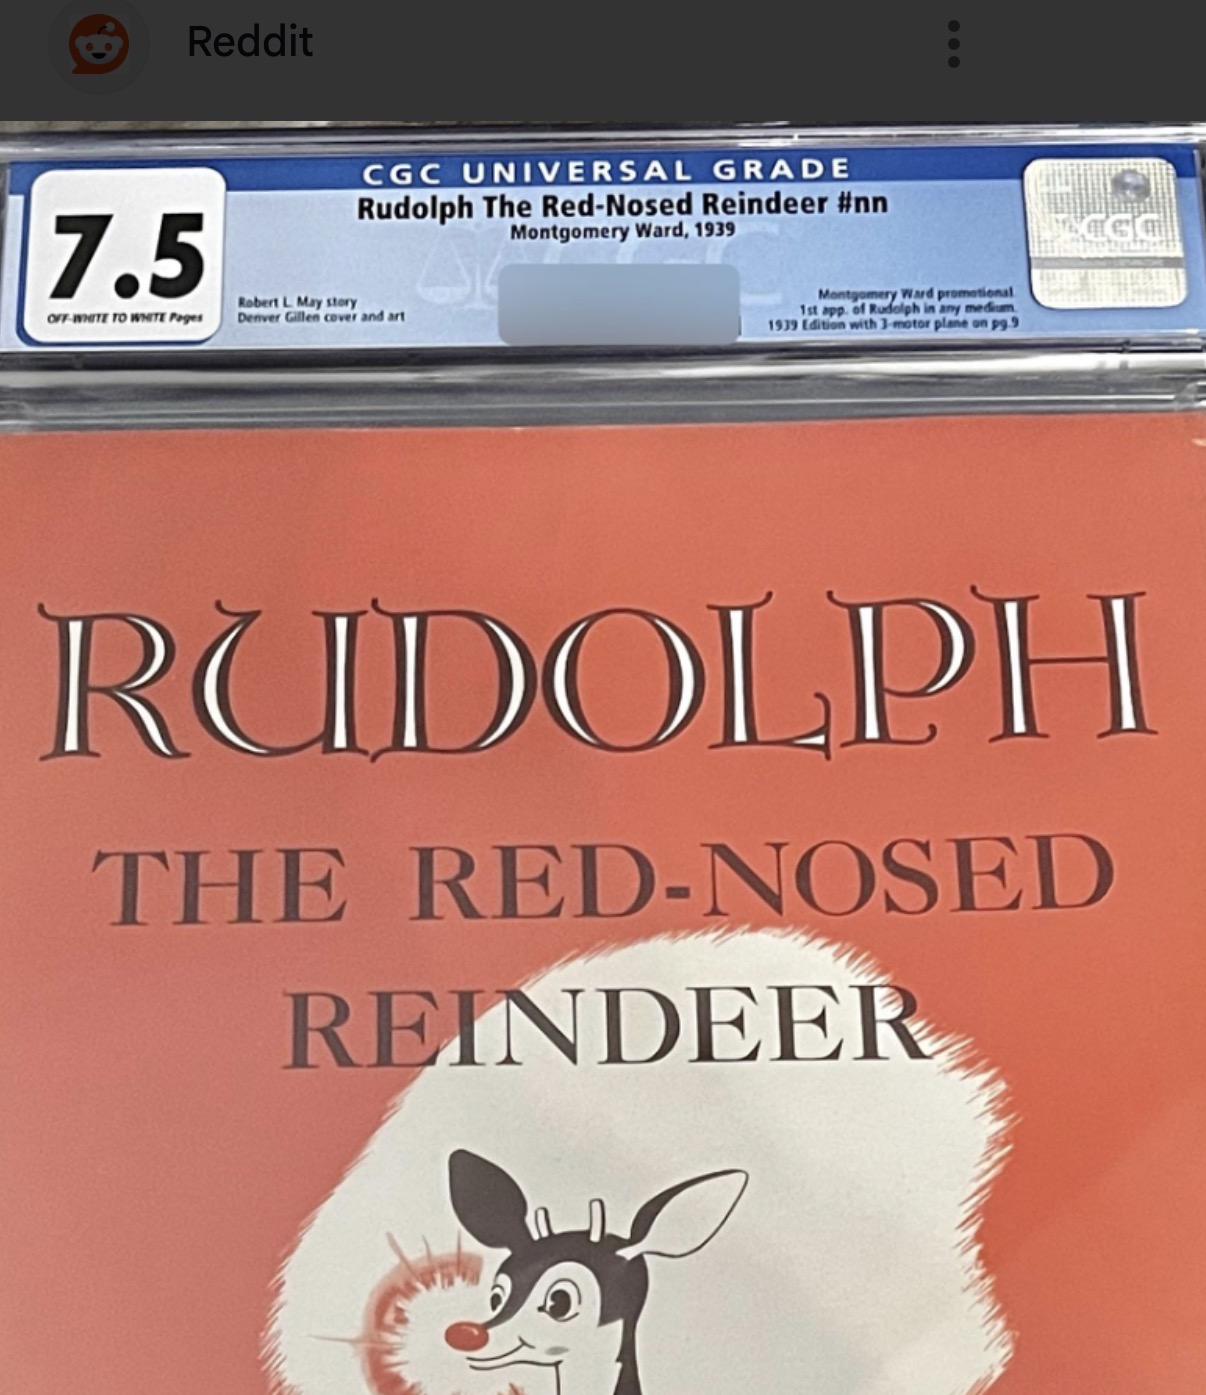 Reddit
CGC UNIVERSAL GRADE
Rudolph The Red-Nosed Reindeer #nn
Montgomery Ward, 1939
7.5
OFF-WHITE TO WHITE Pages
Robert L. May story
Denver Gillen cover and art
Montgomery Ward promotional.
1st app. of Rudolph in any medium.
1939 Edition with 3-motor plane on pg.9
CGC
RUDOLPH
THE RED-NOSED
REINDEER